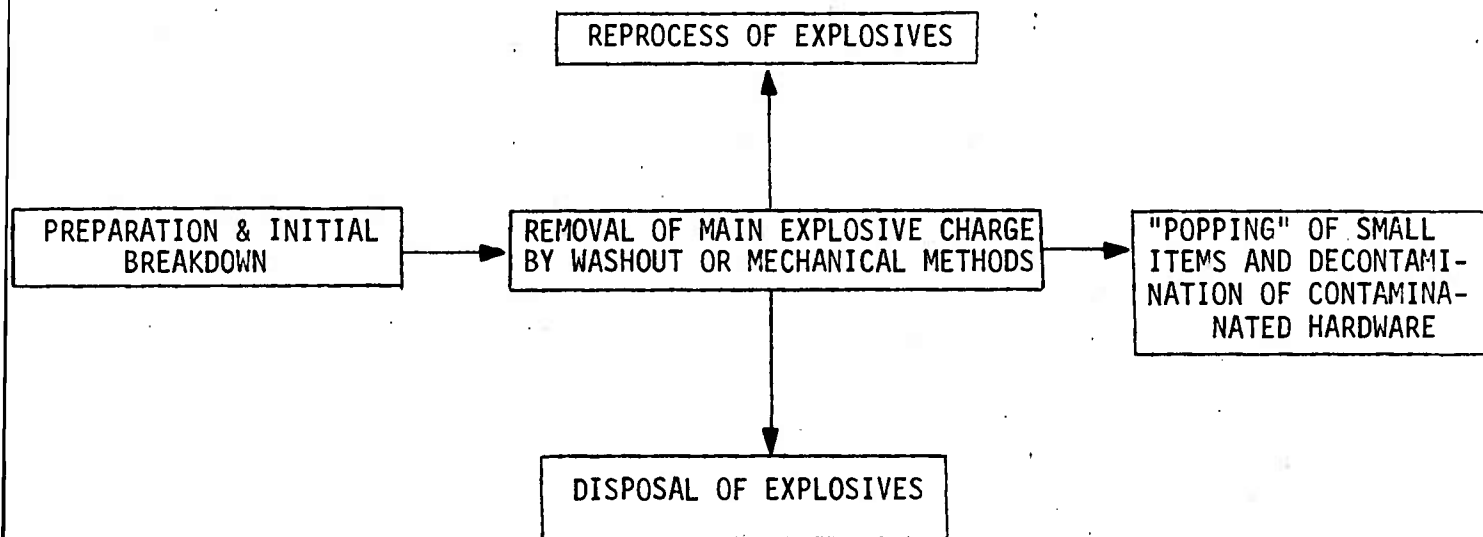 REPROCESS OF EXPLOSIVES
PREPARATION & INITIAL
BREAKDOWN
REMOVAL OF MAIN EXPLOSIVE CHARGE
BY WASHOUT OR MECHANICAL METHODS
"POPPING" OF SMALL
ITEMS AND DECONTAMI-
NATION OF CONTAMINA-
NATED HARDWARE
DISPOSAL OF EXPLOSIVES